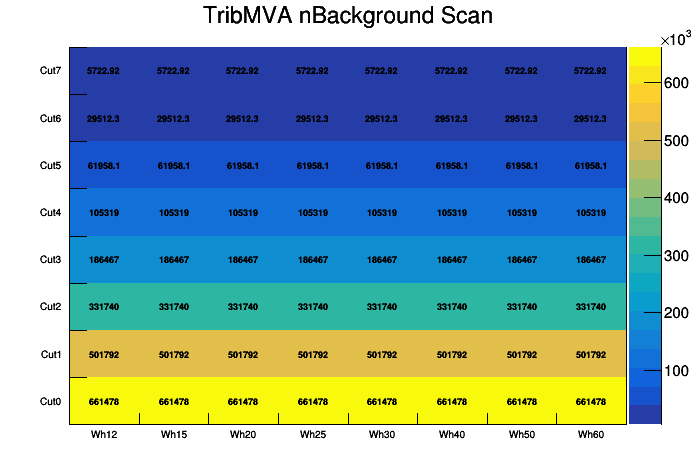 TribMVA nBackground Scan
×10³
Cut7 5722.92 5722.92 5722.92 5722.92 5722.92 5722.92 5722.92 5722.92
600
Cut6 29512.3 29512.3 29512.3 29512.3 29512.3 29512.3 29512.3 29512.3
500
Cut5 61958.1 61958.1 61958.1 61958.1 61958.1 61958.1 61958.1 61958.1
400
Cut4 105319 105319 105319 105319 105319 105319 105319 105319
300
Cut3 186467 186467 186467 186467 186467 186467 186467 186467
Cut2 331740 331740 331740 331740 331740 331740 331740 331740
200
Cut1 501792 501792 501792 501792 501792 501792 501792 501792
100
Cut0 661478 661478 661478 661478 661478 661478 661478 661478
Wh12 Wh15 Wh20 Wh25 Wh30 Wh40 Wh50 Wh60